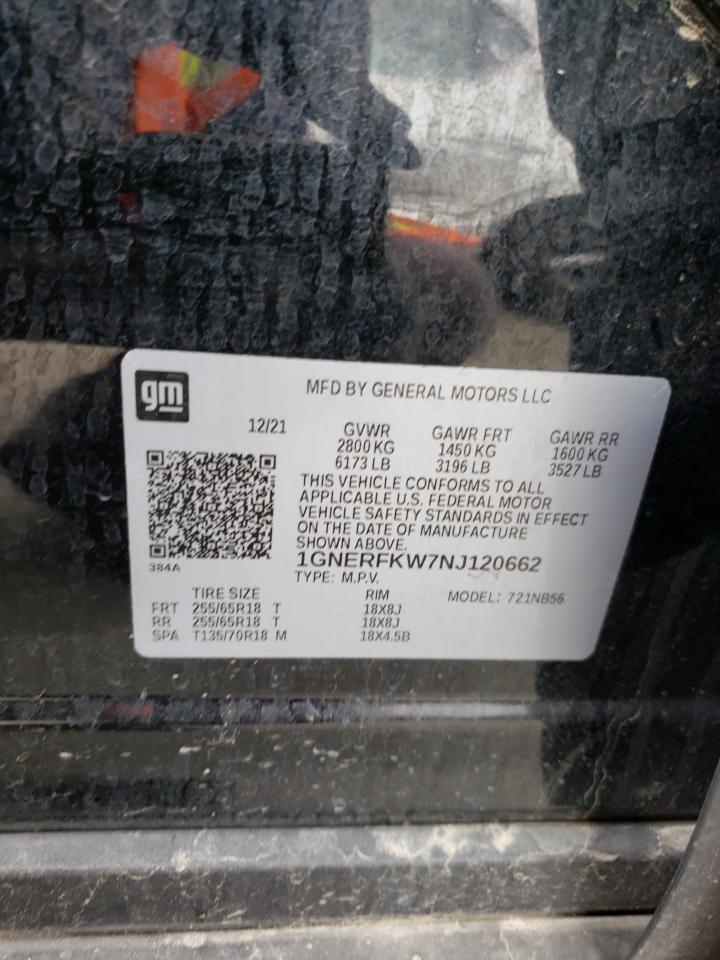 gm
MFD BY GENERAL MOTORS LLC
12/21
GVWR GAWR FRT GAWR RR
2800 KG 1450 KG 1600 KG
6173 LB 3196 LB 3527 LB
THIS VEHICLE CONFORMS TO ALL
APPLICABLE U.S. FEDERAL MOTOR
VEHICLE SAFETY STANDARDS IN EFFECT
ON THE DATE OF MANUFACTURE
SHOWN ABOVE.
384A
1GNERFKW7NJ120662
TYPE: M.P.V.
TIRE SIZE RIM MODEL: 721NB56
FRT 255/65R18 T 18X8J
RR 255/65R18 T 18X8J
SPA T135/70R18 M 18X4.5B